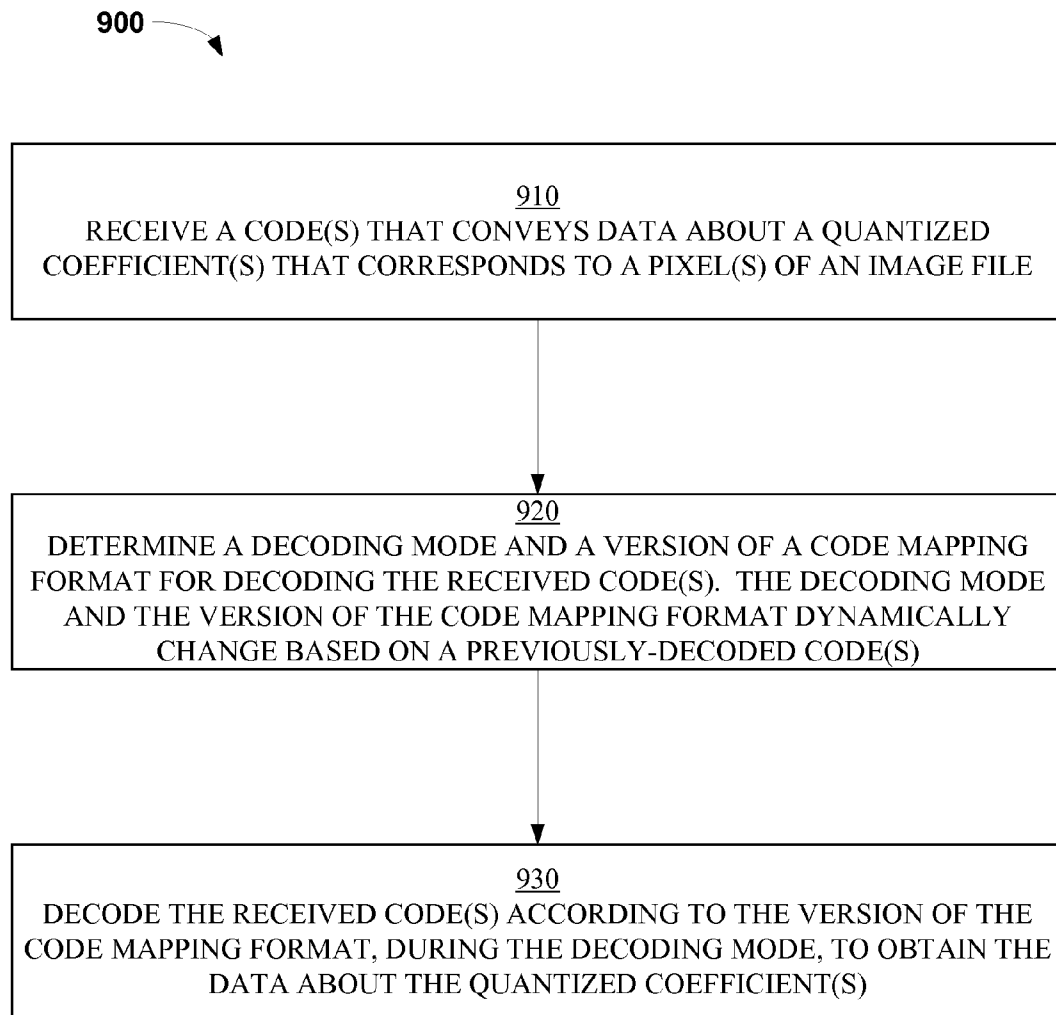 900
910
RECEIVE A CODE(S) THAT CONVEYS DATA ABOUT A QUANTIZED
COEFFICIENT(S) THAT CORRESPONDS TO A PIXEL(S) OF AN IMAGE FILE
920
DETERMINE A DECODING MODE AND A VERSION OF A CODE MAPPING
FORMAT FOR DECODING THE RECEIVED CODE(S). THE DECODING MODE
AND THE VERSION OF THE CODE MAPPING FORMAT DYNAMICALLY
CHANGE BASED ON A PREVIOUSLY-DECODED CODE(S)
930
DECODE THE RECEIVED CODE(S) ACCORDING TO THE VERSION OF THE
CODE MAPPING FORMAT, DURING THE DECODING MODE, TO OBTAIN THE
DATA ABOUT THE QUANTIZED COEFFICIENT(S)